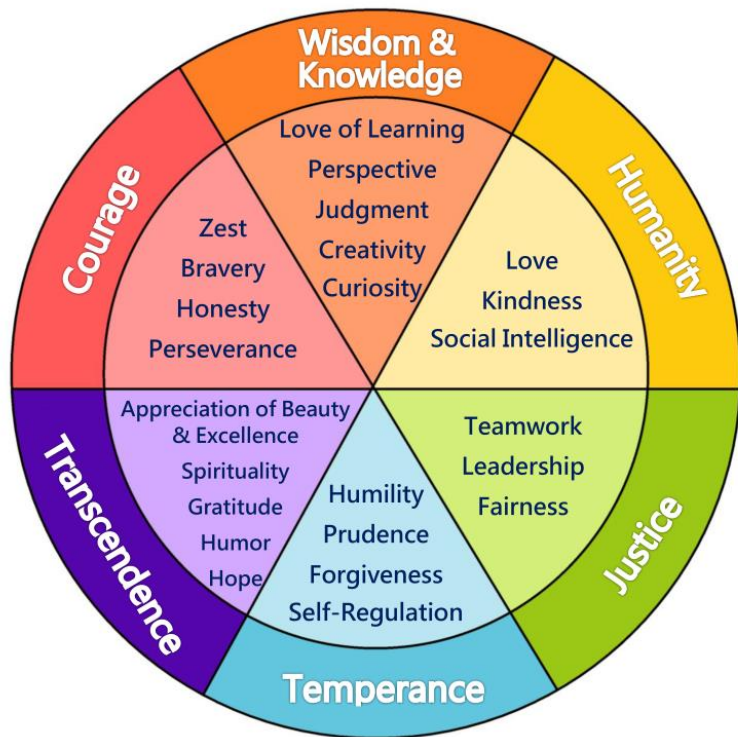 Wisdom &
Knowledge
Love of Learning
Perspective
Judgment
Creativity
Curiosity
Humanity
Love
Kindness
Social Intelligence
Justice
Teamwork
Leadership
Fairness
Temperance
Humility
Prudence
Forgiveness
Self-Regulation
Transcendence
Appreciation of Beauty
& Excellence
Spirituality
Gratitude
Humor
Hope
Courage
Zest
Bravery
Honesty
Perseverance